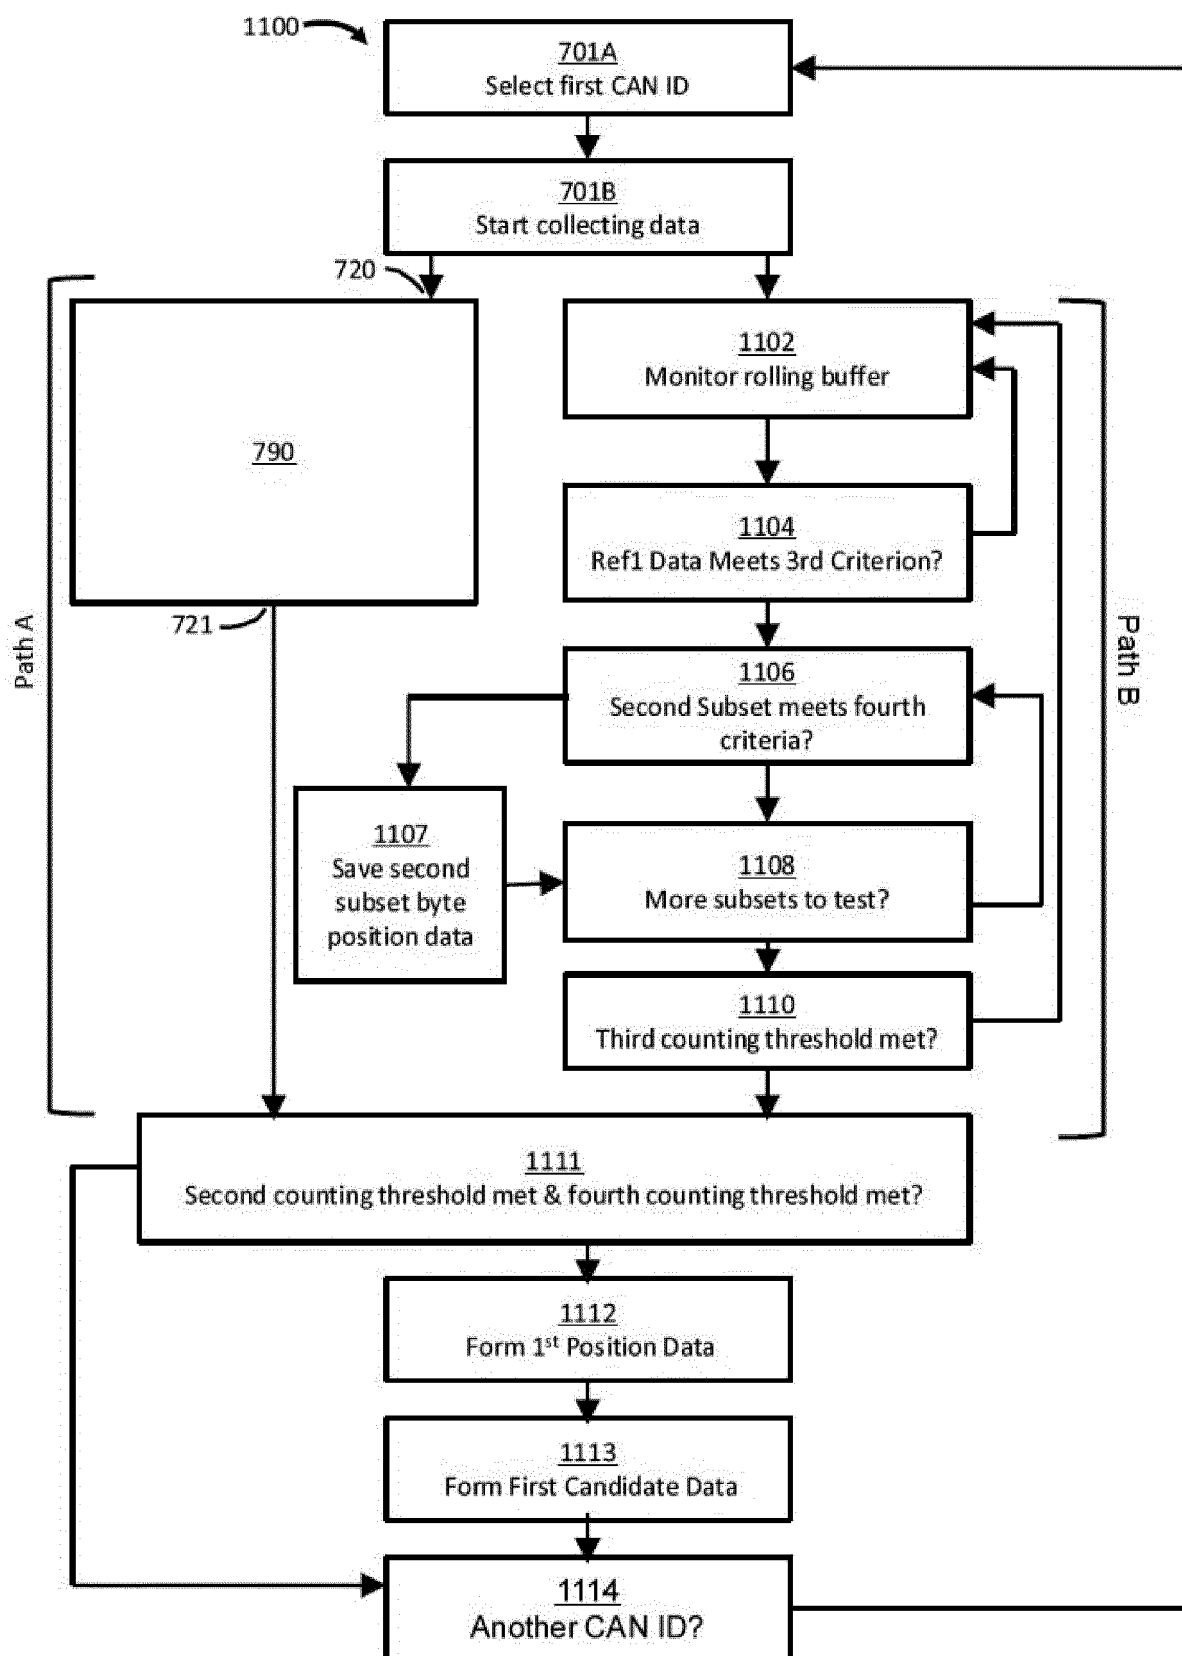 1100
701A
Select first CAN ID
701B
Start collecting data
720
1102
Monitor rolling buffer
790
1104
Ref1 Data Meets 3rd Criterion?
721
Path A
Path B
1106
Second Subset meets fourth
criteria?
1107
Save second
subset byte
position data
1108
More subsets to test?
1110
Third counting threshold met?
1111
Second counting threshold met & fourth counting threshold met?
1112
Form 1st Position Data
1113
Form First Candidate Data
1114
Another CAN ID?